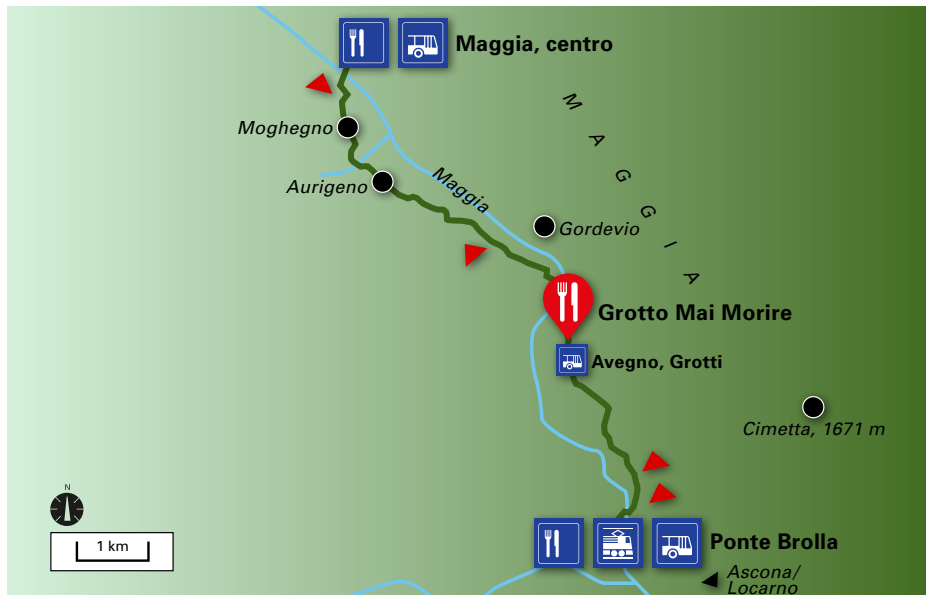 Maggia, centro
MAGGIA
Moghegno
Aurigeno
Maggia
Gordevio
Grotto Mai Morire
Avegno, Grotti
Cimetta, 1671 m
N
1 km
Ponte Brolla
Ascona/
Locarno